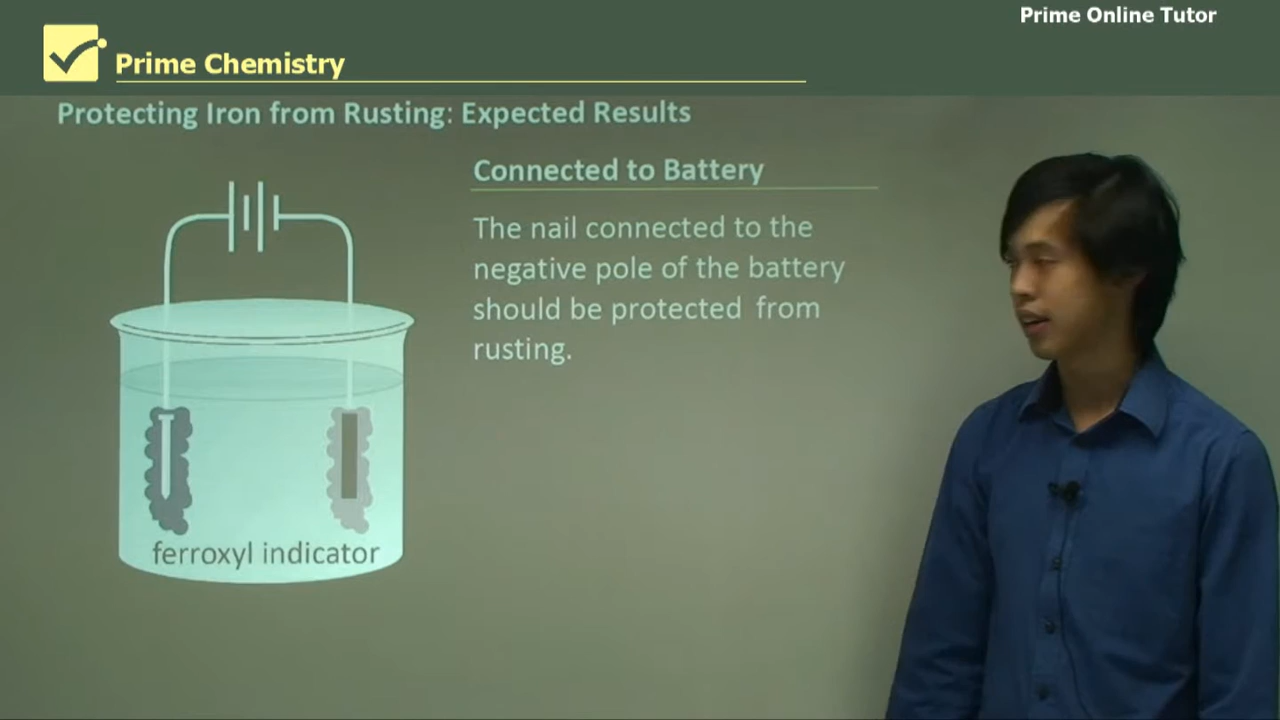 Prime Online Tutor
Prime Chemistry
Protecting Iron from Rusting: Expected Results
Connected to Battery
The nail connected to the
negative pole of the battery
should be protected from
rusting.
ferroxyl indicator